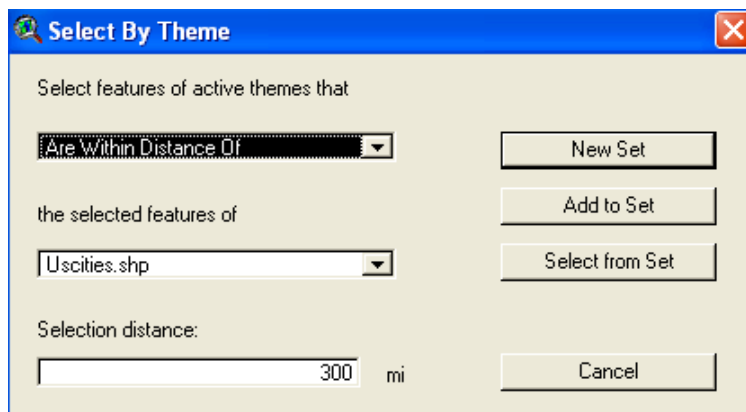 Select By Theme
Select features of active themes that
Are Within Distance Of
New Set
the selected features of
Add to Set
Uscities.shp
Select from Set
Selection distance:
300 mi
Cancel